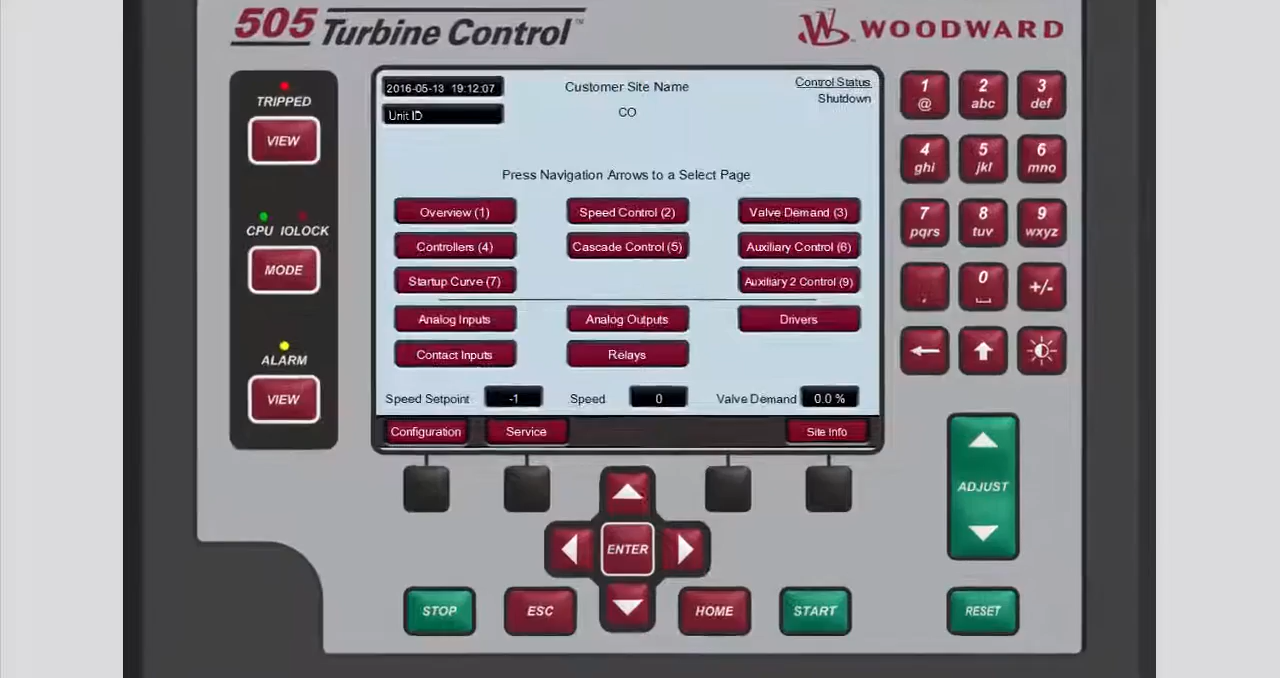 505 Turbine Control™
WOODWARD
TRIPPED
VIEW
CPU IOLOCK
MODE
ALARM
VIEW
2016-05-13 19:12:07
Customer Site Name
Control Status
Unit ID
CO
Shutdown
Press Navigation Arrows to a Select Page
Overview (1)
Speed Control (2)
Valve Demand (3)
Controllers (4)
Cascade Control (5)
Auxiliary Control (6)
Startup Curve (7)
Auxiliary 2 Control (9)
Analog Inputs
Analog Outputs
Drivers
Contact Inputs
Relays
Speed Setpoint -1 Speed 0 Valve Demand 0.0 %
Configuration
Service
Site Info
1 @
2 abc
3 def
4 ghi
5 jkl
6 mno
7 pqrs
8 tuv
9 wxyz
0
+/-
ADJUST
ENTER
STOP
ESC
HOME
START
RESET